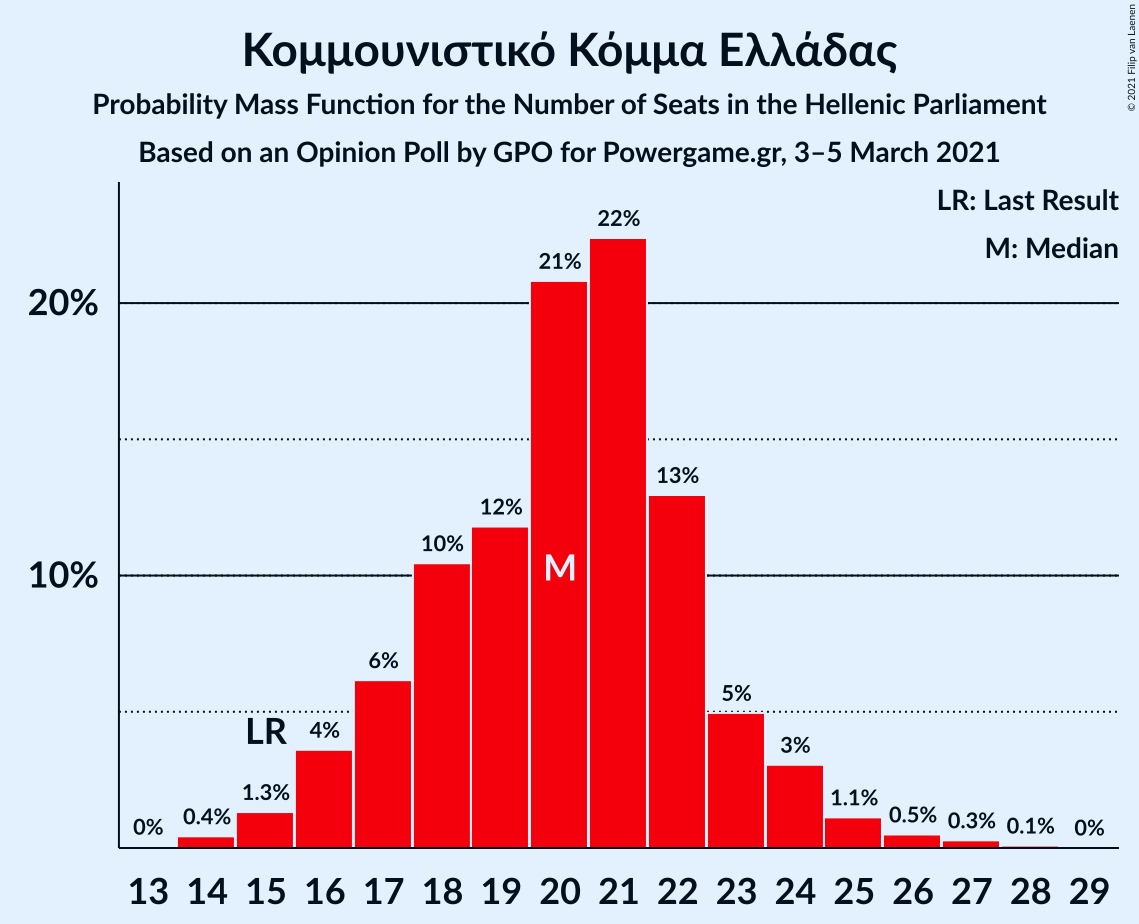 Κομμουνιστικό Κόμμα Ελλάδας
Probability Mass Function for the Number of Seats in the Hellenic Parliament
Based on an Opinion Poll by GPO for Powergame.gr, 3–5 March 2021
© 2021 Filip van Laenen
LR: Last Result
M: Median
20%
10%
0%
0.4%
1.3%
LR
4%
6%
10%
12%
21%
M
22%
13%
5%
3%
1.1%
0.5%
0.3%
0.1%
0%
13 14 15 16 17 18 19 20 21 22 23 24 25 26 27 28 29